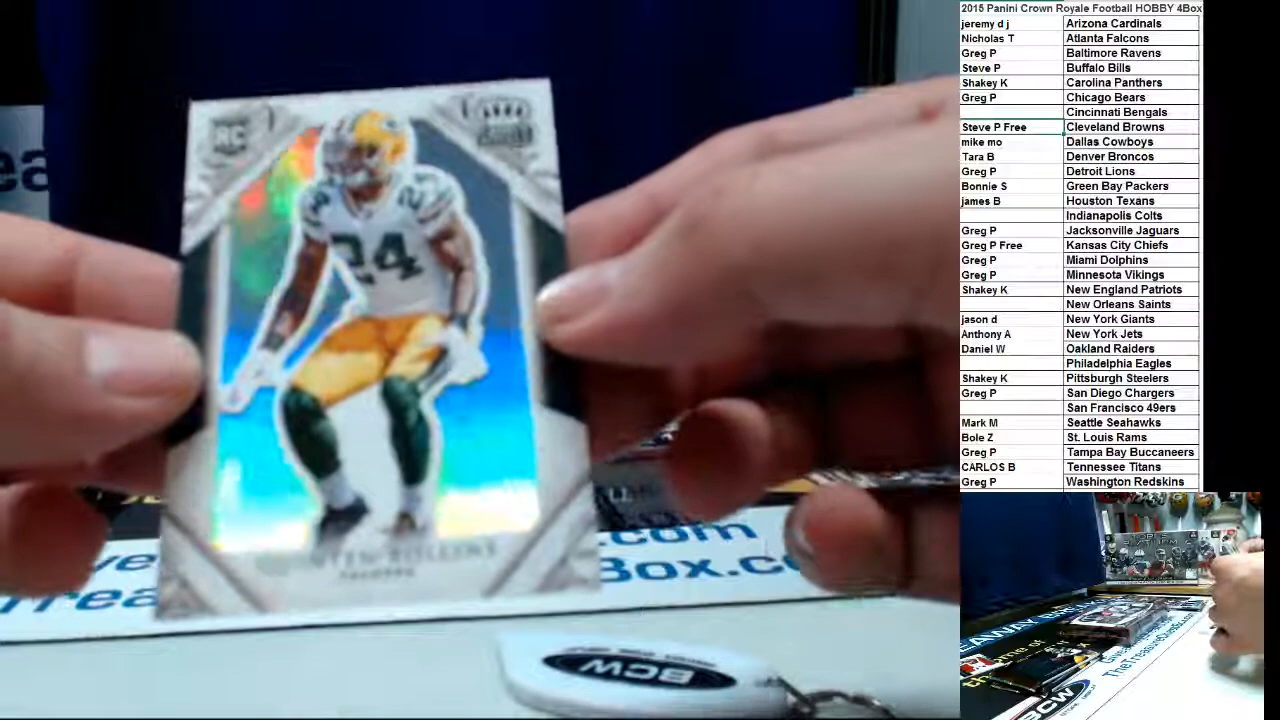 2015 Panini Crown Royale Football HOBBY 4Box
jeremy d j Arizona Cardinals
Nicholas T Atlanta Falcons
Greg P Baltimore Ravens
Steve P Buffalo Bills
Shakey K Carolina Panthers
Greg P Chicago Bears
Cincinnati Bengals
Steve P Free Cleveland Browns
mike mo Dallas Cowboys
Tara B Denver Broncos
Greg P Detroit Lions
Bonnie S Green Bay Packers
james B Houston Texans
Indianapolis Colts
Greg P Jacksonville Jaguars
Greg P Free Kansas City Chiefs
Greg P Miami Dolphins
Greg P Minnesota Vikings
Shakey K New England Patriots
New Orleans Saints
jason d New York Giants
Anthony A New York Jets
Daniel W Oakland Raiders
Philadelphia Eagles
Shakey K Pittsburgh Steelers
Greg P San Diego Chargers
San Francisco 49ers
Mark M Seattle Seahawks
Bole Z St. Louis Rams
Greg P Tampa Bay Buccaneers
CARLOS B Tennessee Titans
Greg P Washington Redskins
RC
24
24
ROLLINS
PACKERS
.com
Box.co
BCW
TheTreasureChestBox.com
BCW